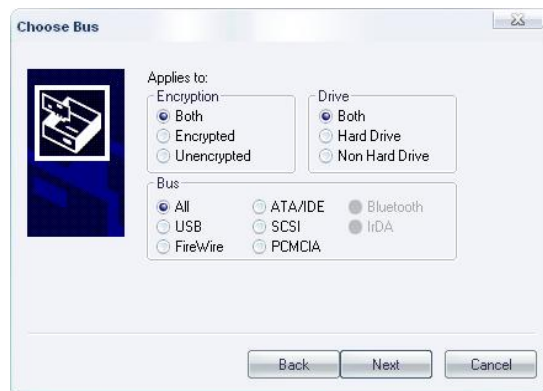 Choose Bus
Applies to:
Encryption
Both
Encrypted
Unencrypted
Drive
Both
Hard Drive
Non Hard Drive
Bus
All
USB
FireWire
ATA/IDE
SCSI
PCMCIA
Bluetooth
IrDA
Back
Next
Cancel